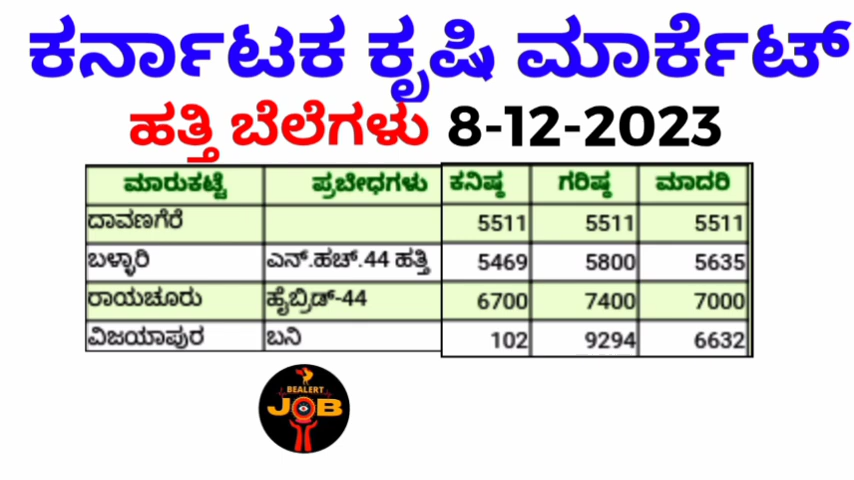 ಕರ್ನಾಟಕ ಕೃಷಿ ಮಾರ್ಕೆಟ್
ಹತ್ತಿ ಬೆಲೆಗಳು 8-12-2023
ಮಾರುಕಟ್ಟೆ ಪ್ರಬೇಧಗಳು ಕನಿಷ್ಠ ಗರಿಷ್ಠ ಮಾದರಿ
ದಾವಣಗೆರೆ 5511 5511 5511
ಬಳ್ಳಾರಿ ಎನ್.ಹಚ್.44 ಹತ್ತಿ 5469 5800 5635
ರಾಯಚೂರು ಹೈಬ್ರಿಡ್-44 6700 7400 7000
ವಿಜಯಾಪುರ ಬನಿ 102 9294 6632
BEALERT
JOB